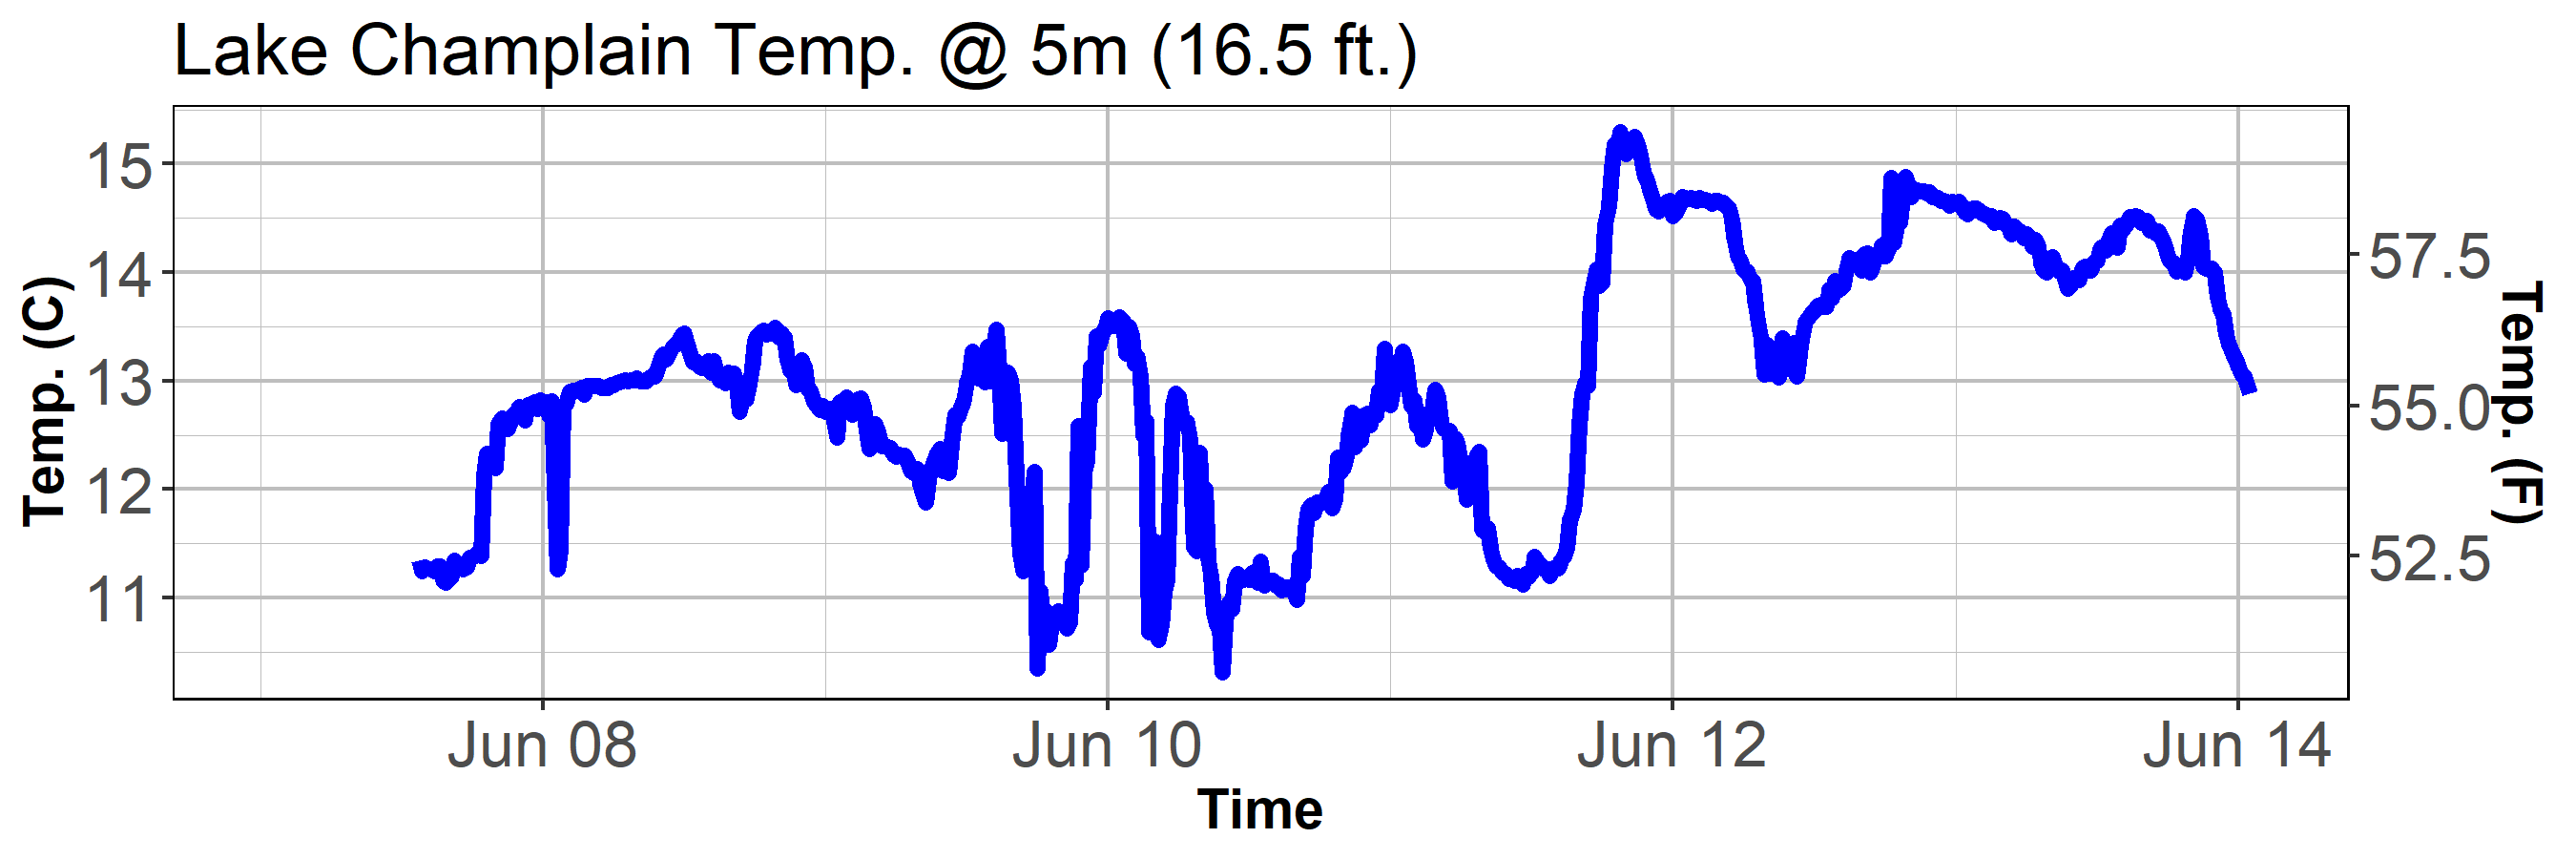 Lake Champlain Temp. @ 5m (16.5 ft.)
Temp. (C)
15
14
13
12
11
57.5
55.0
52.5
Temp. (F)
Jun 08
Jun 10
Jun 12
Jun 14
Time